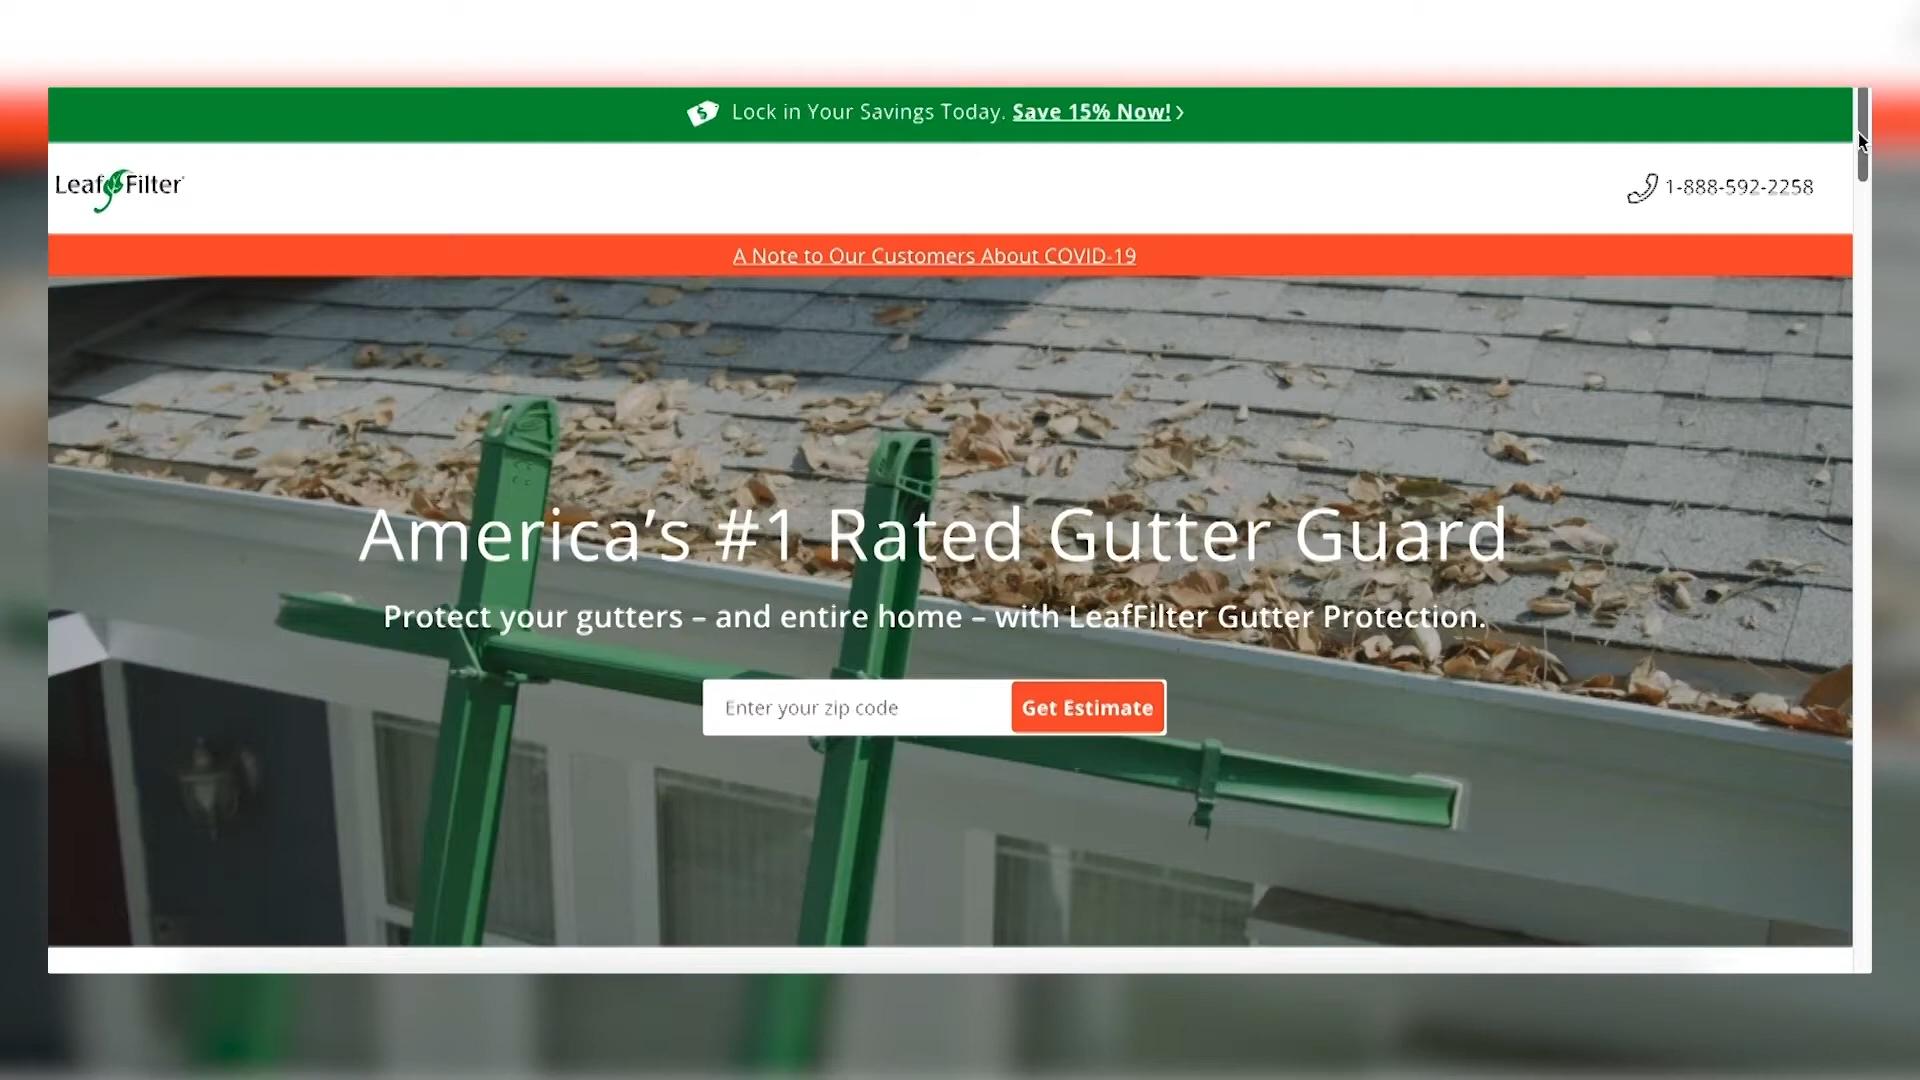 Lock in Your Savings Today. Save 15% Now!
LeafFilter
1-888-592-2258
A Note to Our Customers About COVID-19
America's #1 Rated Gutter Guard
Protect your gutters – and entire home – with LeafFilter Gutter Protection.
Enter your zip code
Get Estimate